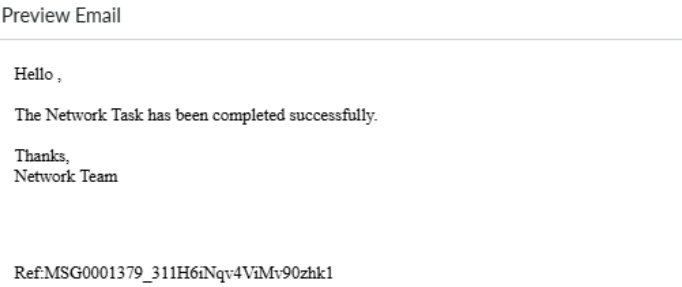 Preview Email
Hello ,
The Network Task has been completed successfully.
Thanks,
Network Team
Ref:MSG0001379_311H6iNqv4ViMv90zhk1